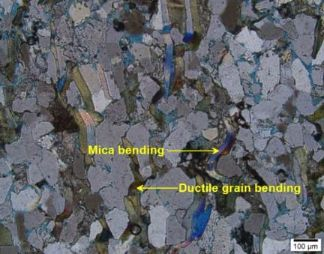 Mica bending
Ductile grain bending
100 µm